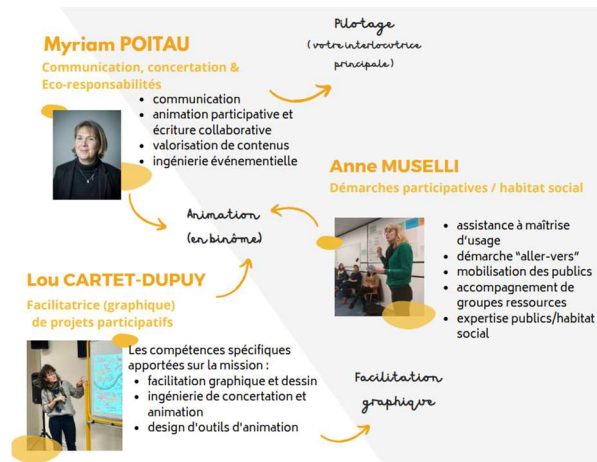 Myriam POITAU
Communication, concertation &
Eco-responsabilités
• communication
• animation participative et
écriture collaborative
• valorisation de contenus
• ingénierie événementielle
Pilotage
(votre interlocutrice
principale)
Anne MUSELLI
Démarches participatives / habitat social
• assistance à maîtrise
d'usage
• démarche "aller-vers"
• mobilisation des publics
• accompagnement de
groupes ressources
• expertise publics/habitat
social
Animation
(en binôme)
Lou CARTET-DUPUY
Facilitatrice (graphique)
de projets participatifs
Les compétences spécifiques
apportées sur la mission :
• facilitation graphique et dessin
• ingénierie de concertation et
animation
• design d'outils d'animation
Facilitation
graphique